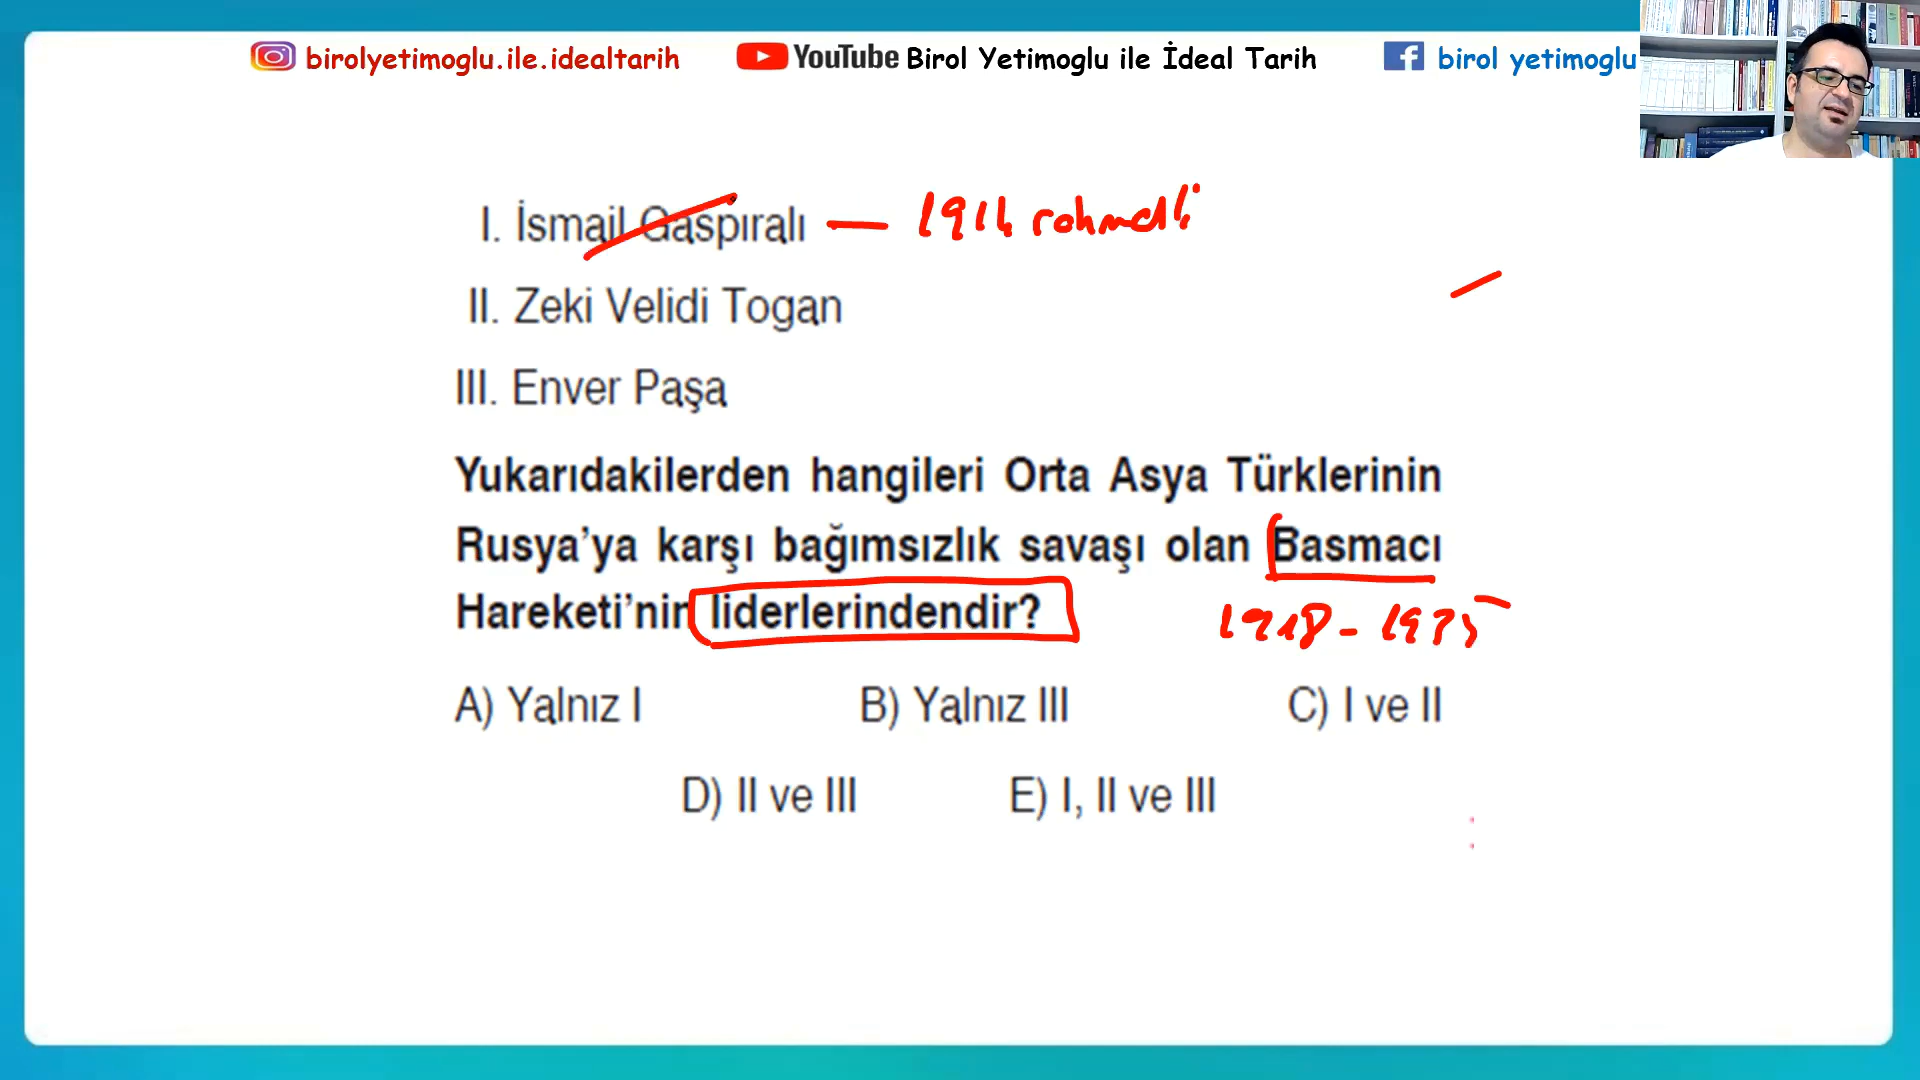 birolyetimoglu.ile.idealtarih YouTube Birol Yetimoglu ile İdeal Tarih birol yetimoglu
I. İsmail Gaspıralı — 1914 rahmetli
II. Zeki Velidi Togan
III. Enver Paşa
Yukarıdakilerden hangileri Orta Asya Türklerinin
Rusya’ya karşı bağımsızlık savaşı olan Basmacı
Hareketi’nin liderlerindendir?
1918 - 1935
A) Yalnız I B) Yalnız III C) I ve II
D) II ve III E) I, II ve III